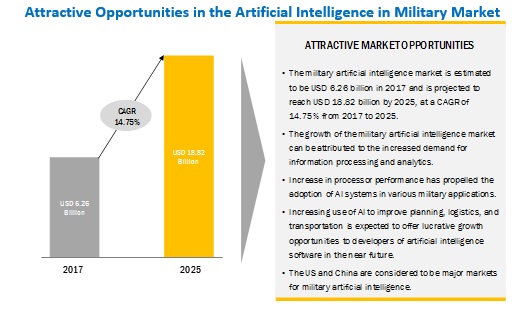 Attractive Opportunities in the Artificial Intelligence in Military Market
CAGR
14.75%
USD 6.26
Billion
USD 18.82
Billion
2017
2025
ATTRACTIVE MARKET OPPORTUNITIES
• The military artificial intelligence market is estimated
to be USD 6.26 billion in 2017 and is projected to
reach USD 18.82 billion by 2025, at a CAGR of
14.75% from 2017 to 2025.
• The growth of the military artificial intelligence market
can be attributed to the increased demand for
information processing and analytics.
• Increase in processor performance has propelled the
adoption of AI systems in various military applications.
• Increasing use of AI to improve planning, logistics, and
transportation is expected to offer lucrative growth
opportunities to developers of artificial intelligence
software in the near future.
• The US and China are considered to be major markets
for military artificial intelligence.